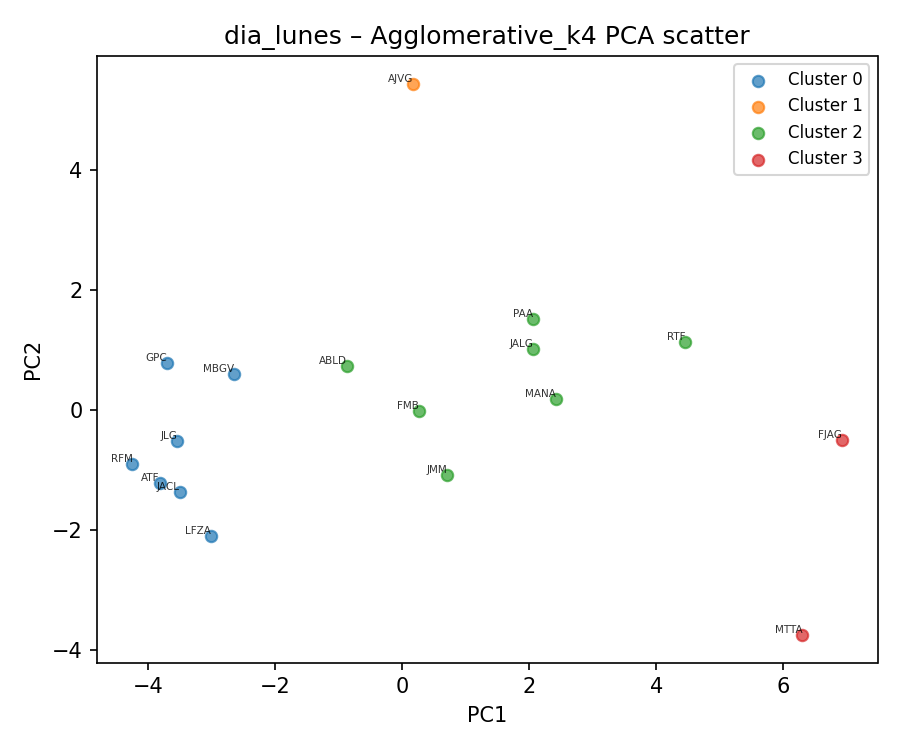 dia_lunes – Agglomerative_k4 PCA scatter
AJVG
Cluster 0
Cluster 1
Cluster 2
Cluster 3
4
2
0
−2
−4
PC2
PAA
JALG
RTF
GPC
MBGV
ABLD
MANA
FMB
JLG
FJAG
RFM
JMM
ATF
JACL
LFZA
MTTA
−4
−2
0
2
4
6
PC1